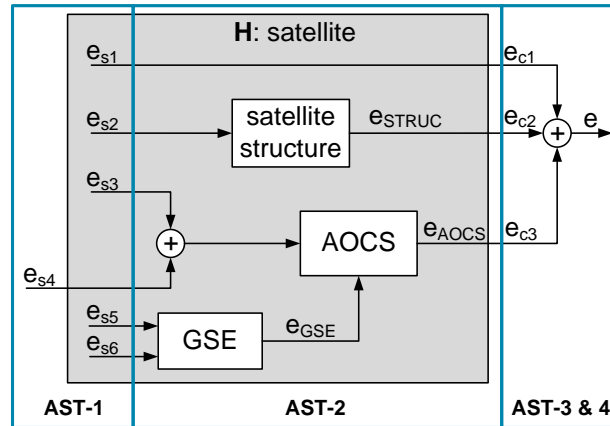 H: satellite
es1
ec1
es2
satellite
structure
eSTRUC
ec2
e
es3
AOCS
eAOCS
ec3
es4
es5
es6
GSE
eGSE
AST-1
AST-2
AST-3 & 4